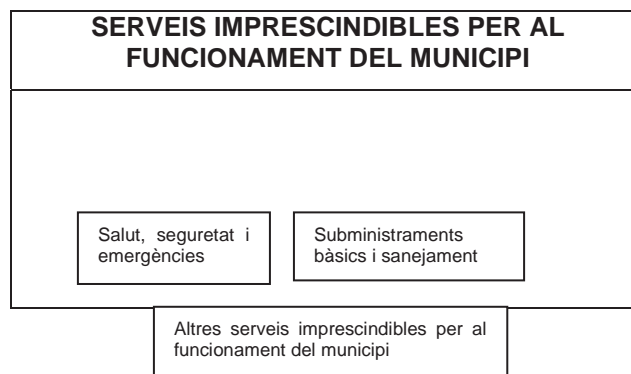 SERVEIS IMPRESCINDIBLES PER AL
FUNCIONAMENT DEL MUNICIPI
Salut, seguretat i
emergències
Subministraments
bàsics i sanejament
Altres serveis imprescindibles per al
funcionament del municipi